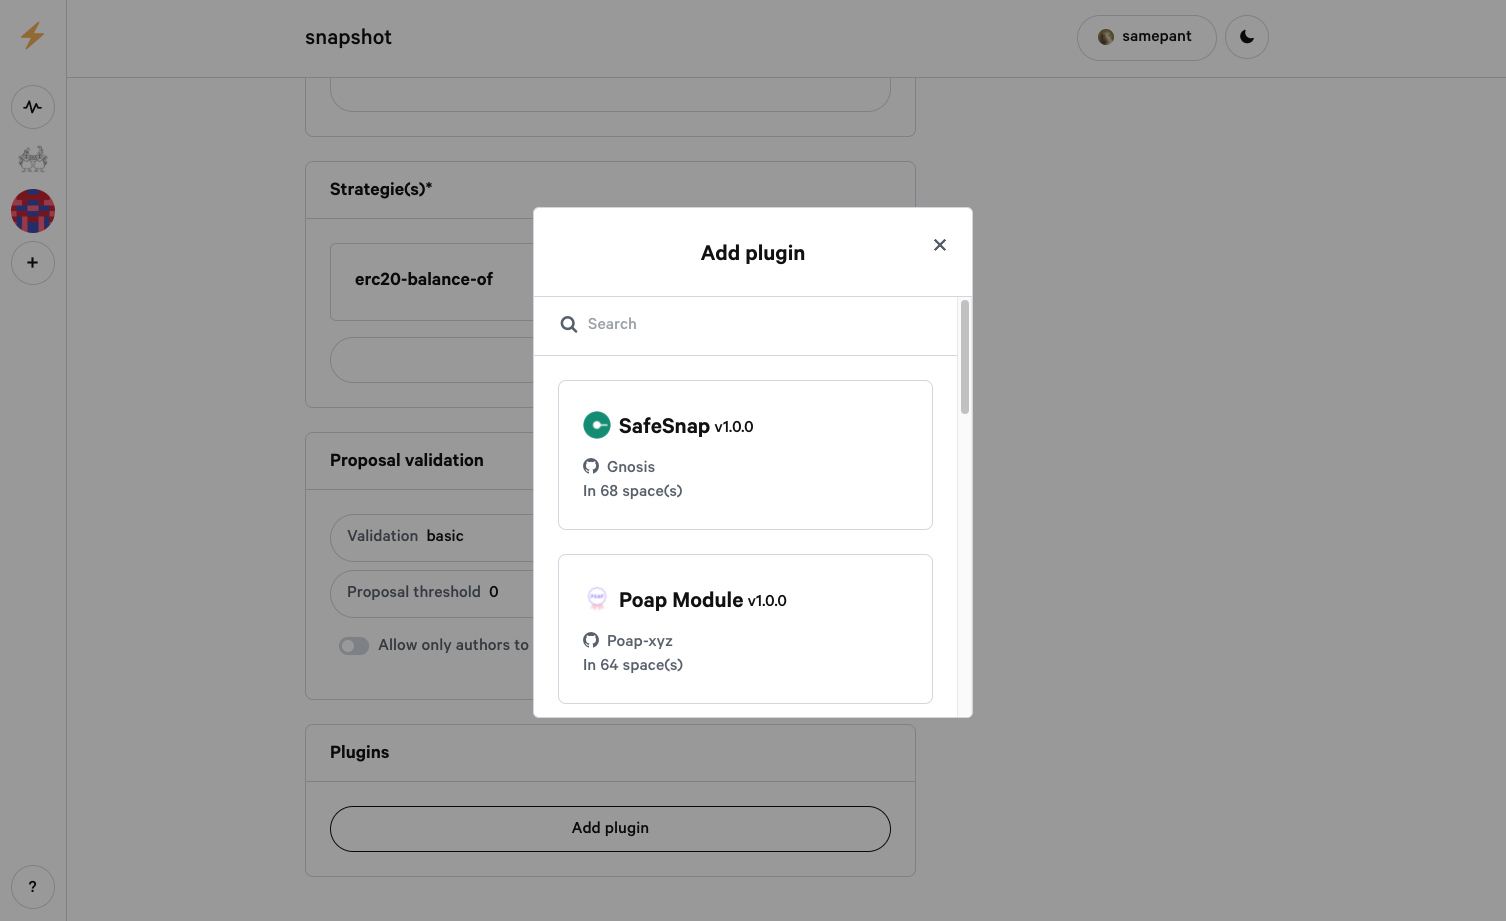 snapshot
samepant
Strategie(s)*
erc20-balance-of
Proposal validation
Validation basic
Proposal threshold 0
Allow only authors to
Plugins
Add plugin
?
Add plugin
Search
SafeSnap v1.0.0
Gnosis
In 68 space(s)
POAP
Poap Module v1.0.0
Poap-xyz
In 64 space(s)